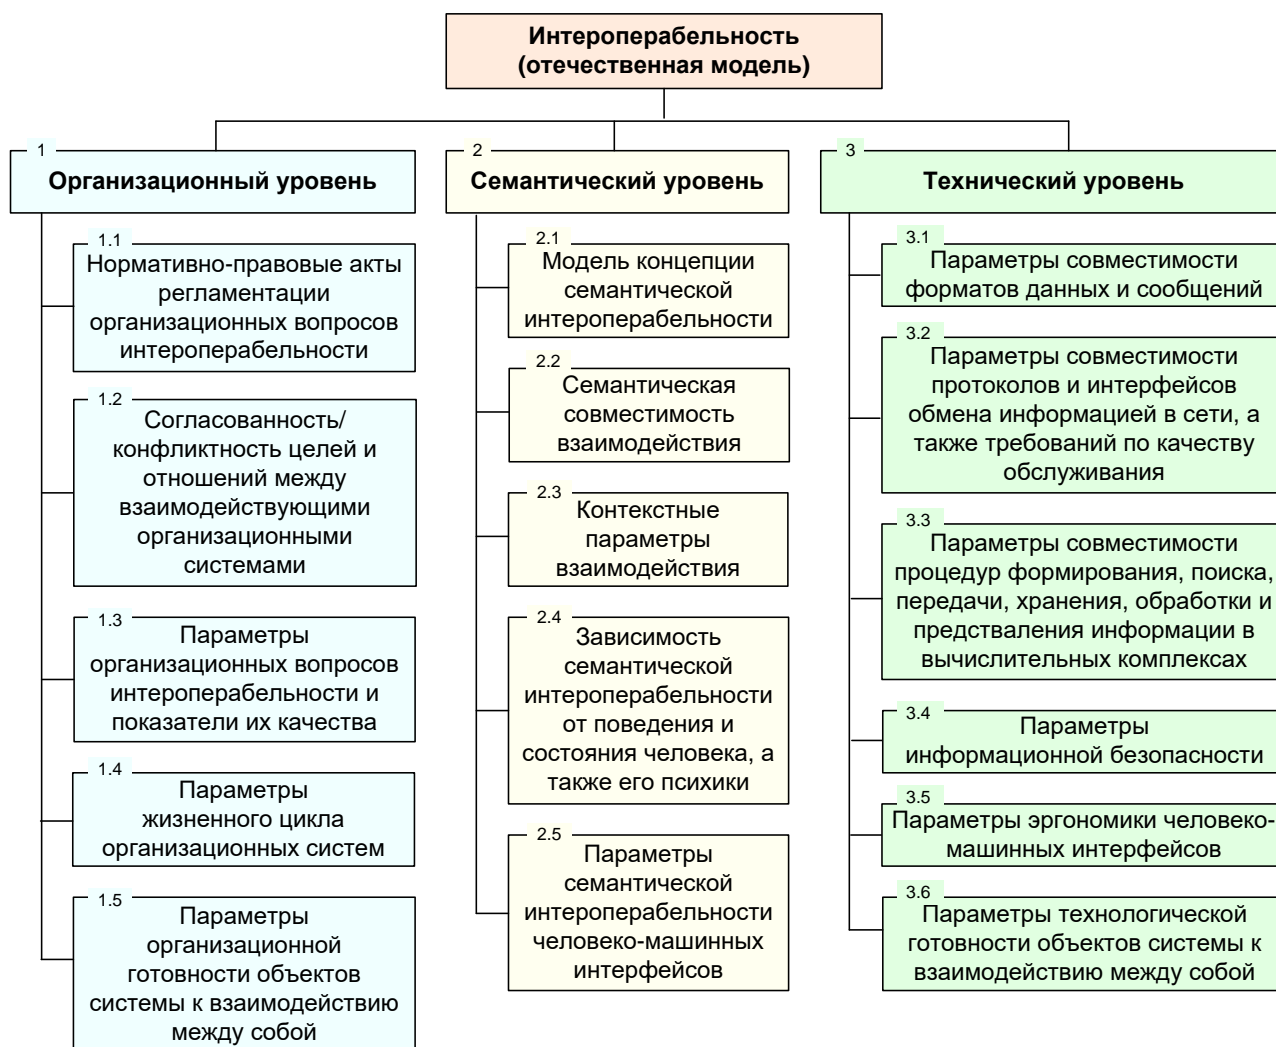 Интероперабельность
(отечественная модель)
1
Организационный уровень
1.1
Нормативно-правовые акты
регламентации
организационных вопросов
интероперабельности
1.2
Согласованность/
конфликтность целей и
отношений между
взаимодействующими
организационными
системами
1.3
Параметры
организационных вопросов
интероперабельности и
показатели их качества
1.4
Параметры
жизненного цикла
организационных систем
1.5
Параметры
организационной
готовности объектов
системы к взаимодействию
между собой
2
Семантический уровень
2.1
Модель концепции
семантической
интероперабельности
2.2
Семантическая
совместимость
взаимодействия
2.3
Контекстные
параметры
взаимодействия
2.4
Зависимость
семантической
интероперабельности
от поведения и
состояния человека, а
также его психики
2.5
Параметры
семантической
интероперабельности
человеко-машинных
интерфейсов
3
Технический уровень
3.1
Параметры совместимости
форматов данных и сообщений
3.2
Параметры совместимости
протоколов и интерфейсов
обмена информацией в сети, а
также требований по качеству
обслуживания
3.3
Параметры совместимости
процедур формирования, поиска,
передачи, хранения, обработки и
предстваления информации в
вычислительных комплексах
3.4
Параметры
информационной безопасности
3.5
Параметры эргономики человеко-
машинных интерфейсов
3.6
Параметры технологической
готовности объектов системы к
взаимодействию между собой